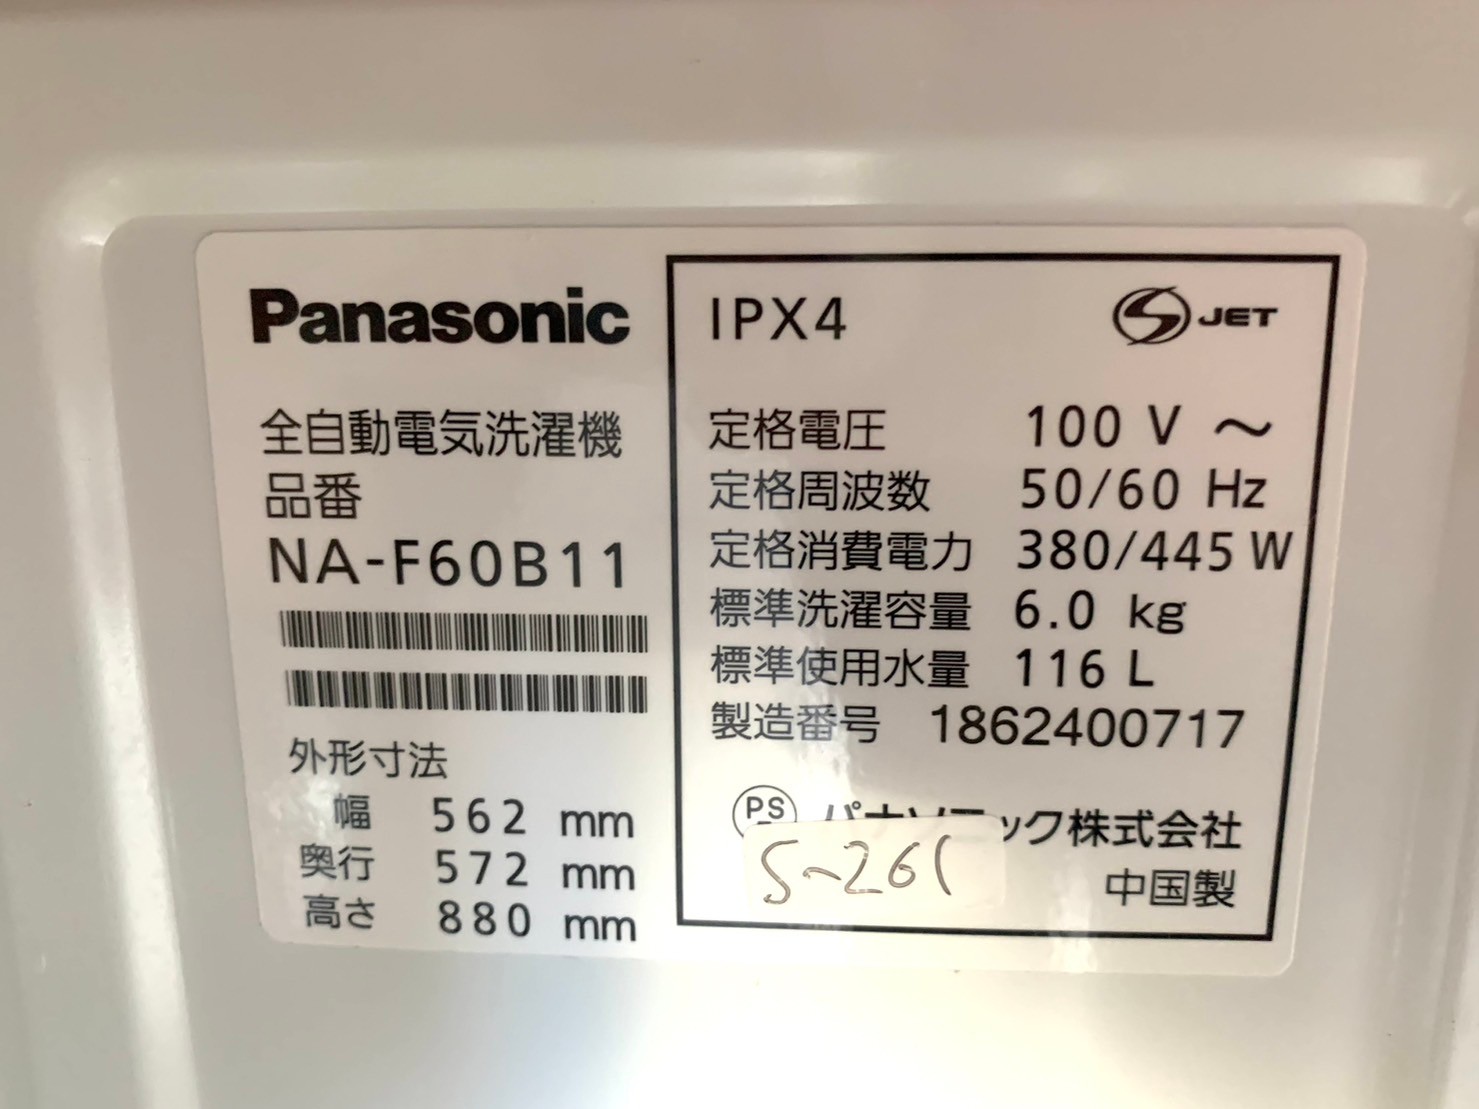 Panasonic
全自動電気洗濯機
品番
NA-F60B11
外形寸法
幅 562 mm
奥行 572 mm
高さ 880 mm
IPX4
JET
定格電圧 100 V ～
定格周波数 50/60 Hz
定格消費電力 380/445 W
標準洗濯容量 6.0 kg
標準使用水量 116 L
製造番号 1862400717
PS パナソニック株式会社
S-261
中国製